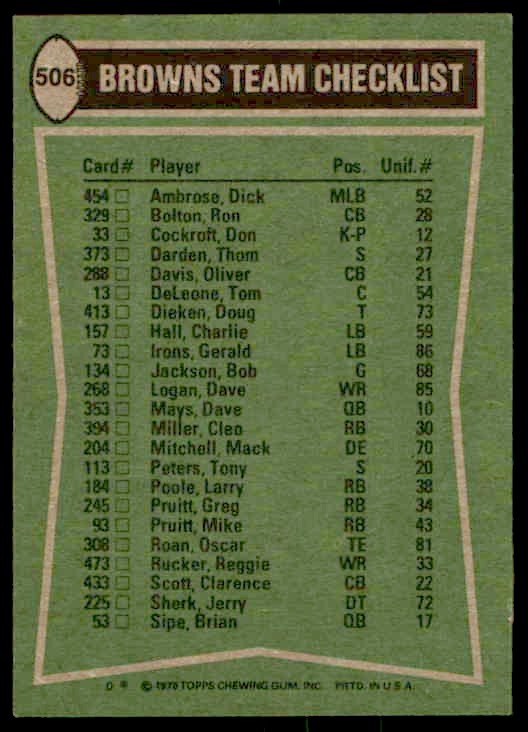 506 BROWNS TEAM CHECKLIST
Card# Player Pos. Unif.#
454 Ambrose, Dick MLB 52
329 Bolton, Ron CB 28
33 Cockroft, Don K-P 12
373 Darden, Thom S 27
288 Davis, Oliver CB 21
13 DeLeone, Tom C 54
413 Dieken, Doug T 73
157 Hall, Charlie LB 59
73 Irons, Gerald LB 86
134 Jackson, Bob G 68
268 Logan, Dave WR 85
353 Mays, Dave QB 10
394 Miller, Cleo RB 30
204 Mitchell, Mack DE 70
113 Peters, Tony S 20
184 Poole, Larry RB 38
245 Pruitt, Greg RB 34
93 Pruitt, Mike RB 43
308 Roan, Oscar TE 81
473 Rucker, Reggie WR 33
433 Scott, Clarence CB 22
225 Sherk, Jerry DT 72
53 Sipe, Brian QB 17
D * © 1978 TOPPS CHEWING GUM, INC. PRTD. IN U.S.A.